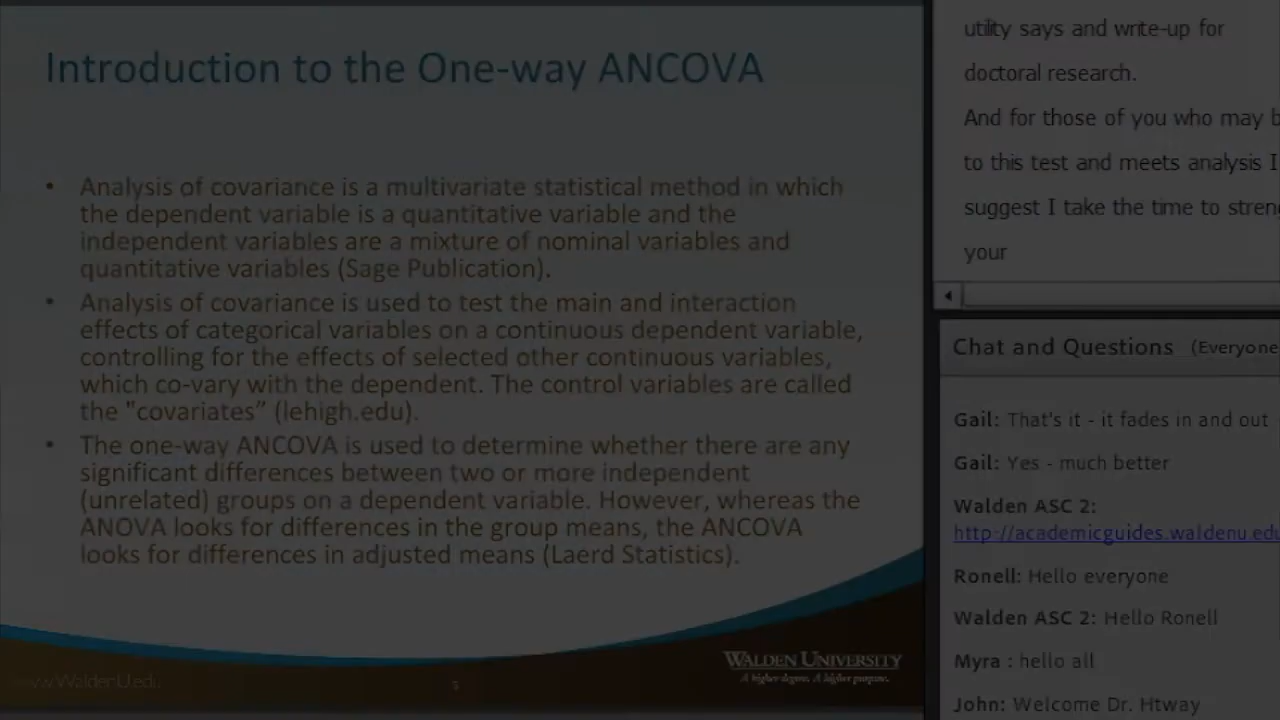 Introduction to the One-way ANCOVA
• Analysis of covariance is a multivariate statistical method in which
the dependent variable is a quantitative variable and the
independent variables are a mixture of nominal variables and
quantitative variables (Sage Publication).
• Analysis of covariance is used to test the main and interaction
effects of categorical variables on a continuous dependent variable,
controlling for the effects of selected other continuous variables,
which co-vary with the dependent. The control variables are called
the "covariates” (lehigh.edu).
• The one-way ANCOVA is used to determine whether there are any
significant differences between two or more independent
(unrelated) groups on a dependent variable. However, whereas the
ANOVA looks for differences in the group means, the ANCOVA
looks for differences in adjusted means (Laerd Statistics).
www.WaldenU.edu
3
WALDEN UNIVERSITY
A higher degree. A higher purpose.
utility says and write-up for
doctoral research.
And for those of you who may b
to this test and meets analysis I
suggest I take the time to stren
your
Chat and Questions (Everyone
Gail: That's it - it fades in and out
Gail: Yes - much better
Walden ASC 2:
http://academicguides.waldenu.edu
Ronell: Hello everyone
Walden ASC 2: Hello Ronell
Myra : hello all
John: Welcome Dr. Htway